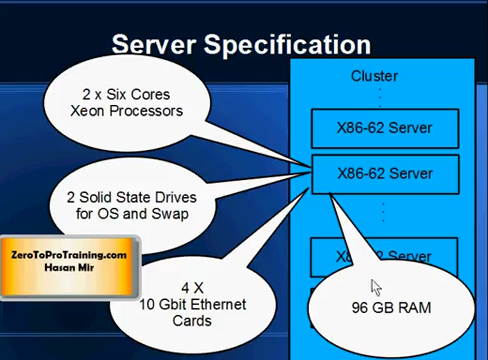 Server Specification
Cluster
2 x Six Cores
Xeon Processors
X86-62 Server
X86-62 Server
2 Solid State Drives
for OS and Swap
ZeroToProTraining.com
Hasan Mir
Server
4 X
10 Gbit Ethernet
Cards
96 GB RAM